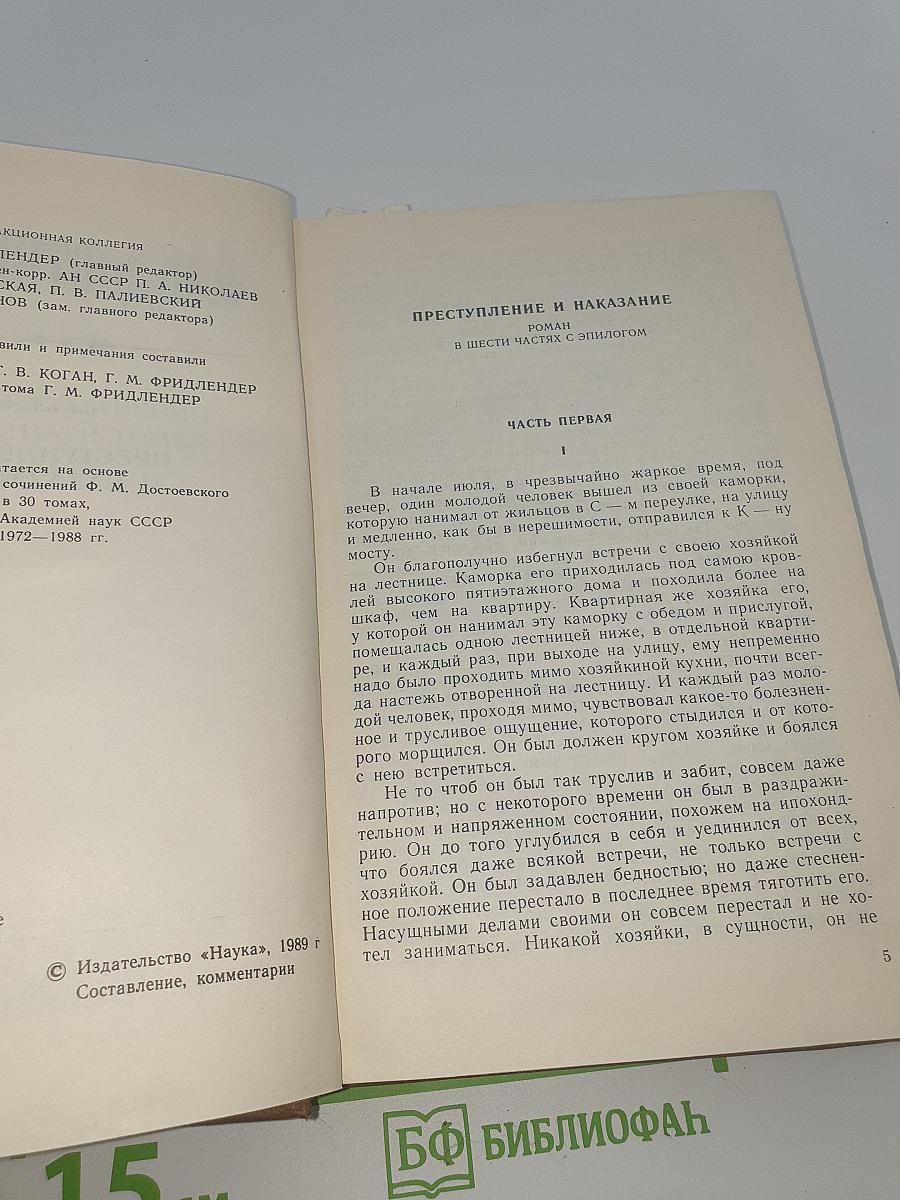 АКЦИОННАЯ КОЛЛЕГИЯ
ЛЕНДЕР (главный редактор)
ен-корр. АН СССР П. А. НИКОЛАЕВ
СКАЯ, П. В. ПАЛИЕВСКИЙ
НОВ (зам. главного редактора)
вили и примечания составили
Г. В. КОГАН, Г. М. ФРИДЛЕНДЕР
тома Г. М. ФРИДЛЕНДЕР
тается на основе
сочинений Ф. М. Достоевского
в 30 томах,
Академией наук СССР
1972—1988 гг.
е
© Издательство «Наука», 1989 г
Составление, комментарии
ПРЕСТУПЛЕНИЕ И НАКАЗАНИЕ
РОМАН
В ШЕСТИ ЧАСТЯХ С ЭПИЛОГОМ
ЧАСТЬ ПЕРВАЯ
I
В начале июля, в чрезвычайно жаркое время, под
вечер, один молодой человек вышел из своей каморки,
которую нанимал от жильцов в С — м переулке, на улицу
и медленно, как бы в нерешимости, отправился к К — ну
мосту.
Он благополучно избегнул встречи с своею хозяйкой
на лестнице. Каморка его приходилась под самою кров-
лей высокого пятиэтажного дома и походила более на
шкаф, чем на квартиру. Квартирная же хозяйка его,
у которой он нанимал эту каморку с обедом и прислугой,
помещалась одною лестницей ниже, в отдельной кварти-
ре, и каждый раз, при выходе на улицу, ему непременно
надо было проходить мимо хозяйкиной кухни, почти всег-
да настежь отворенной на лестницу. И каждый раз моло-
дой человек, проходя мимо, чувствовал какое-то болезнен-
ное и трусливое ощущение, которого стыдился и от кото-
рого морщился. Он был должен кругом хозяйке и боялся
с нею встретиться.
Не то чтоб он был так труслив и забит, совсем даже
напротив; но с некоторого времени он был в раздражи-
тельном и напряженном состоянии, похожем на ипохонд-
рию. Он до того углубился в себя и уединился от всех,
что боялся даже всякой встречи, не только встречи с
хозяйкой. Он был задавлен бедностью; но даже стеснен-
ное положение перестало в последнее время тяготить его.
Насущными делами своими он совсем перестал и не хо-
тел заниматься. Никакой хозяйки, в сущности, он не
5
15 см
БФ БИБЛИОФАН